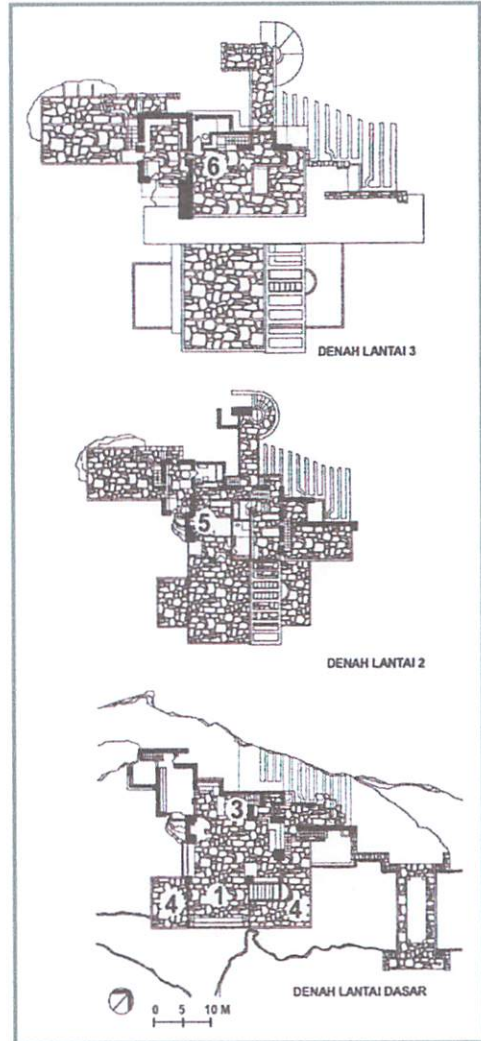 6
DENAH LANTAI 3
5
DENAH LANTAI 2
3
4 1 4
DENAH LANTAI DASAR
0 5 10 M